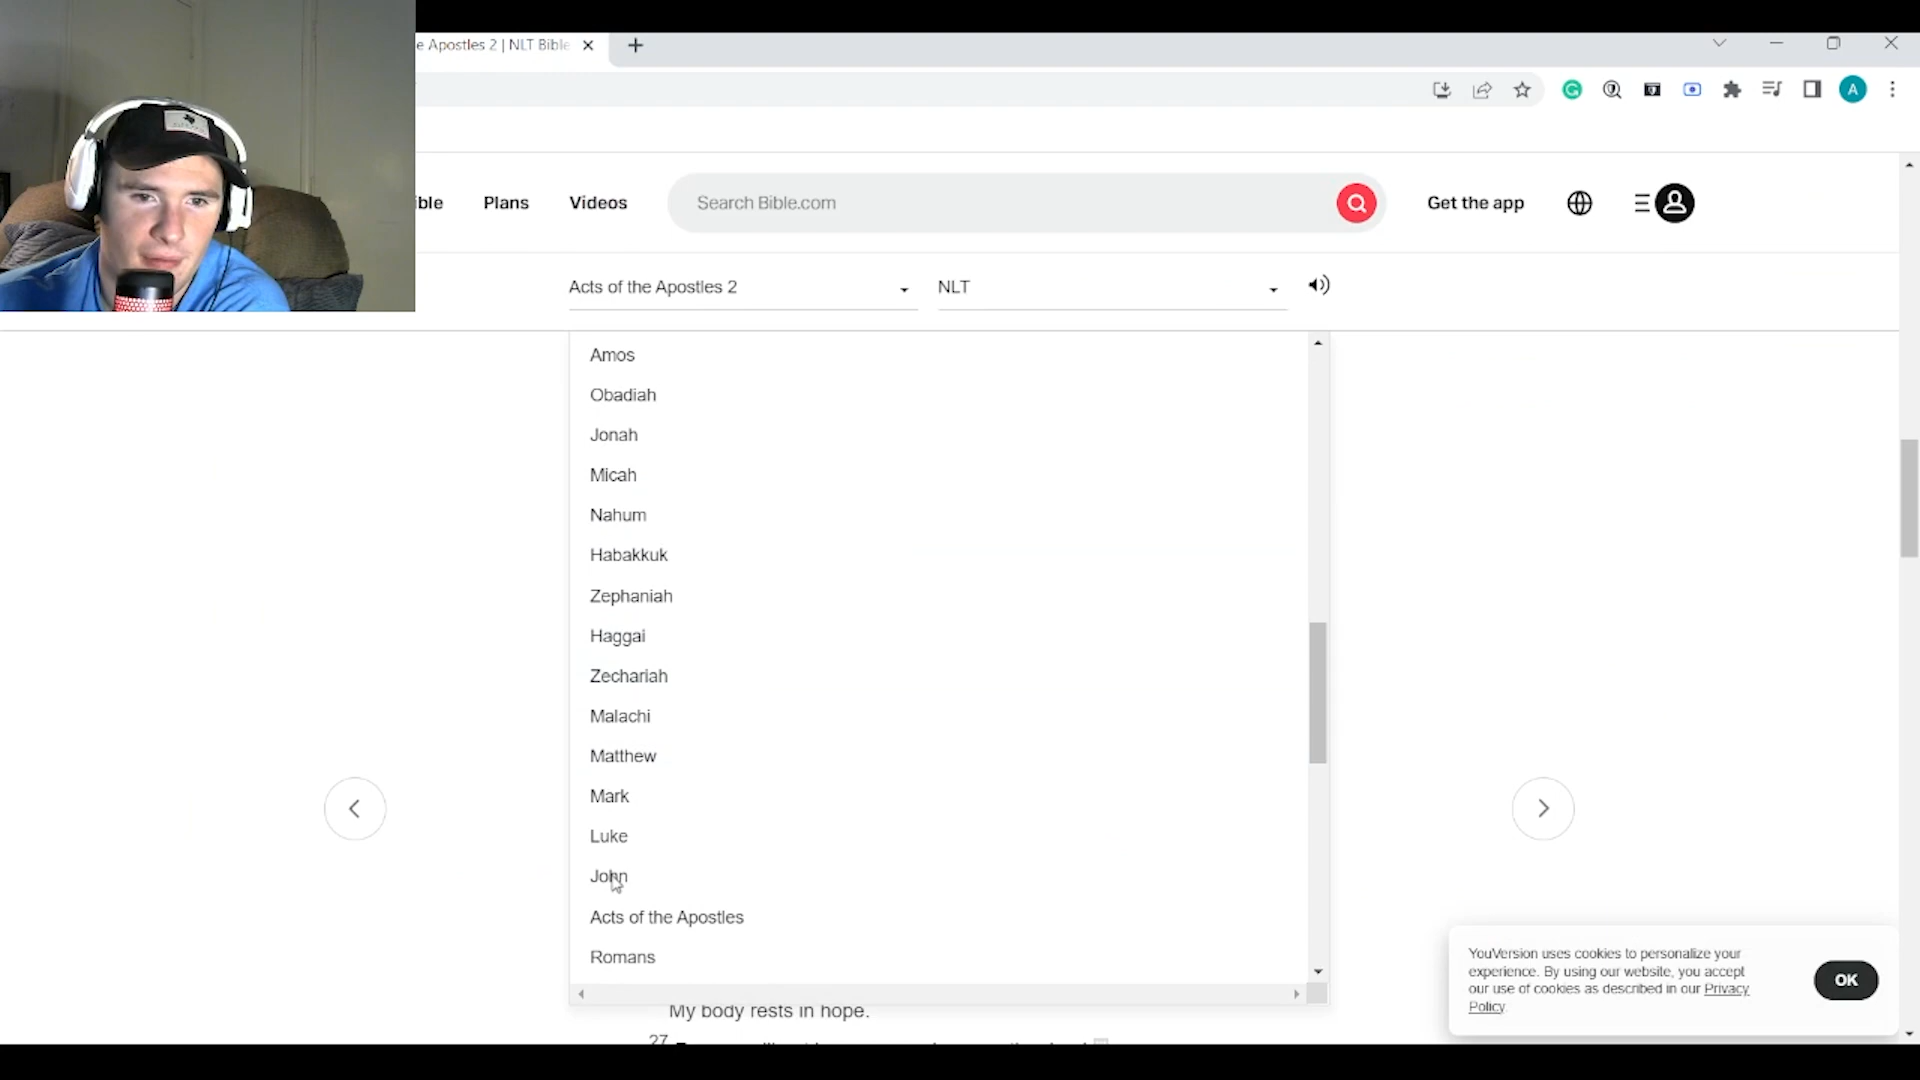 e Apostles 2 | NLT Bible
A
ble
Plans
Videos
Search Bible.com
Get the app
Acts of the Apostles 2
NLT
Amos
Obadiah
Jonah
Micah
Nahum
Habakkuk
Zephaniah
Haggai
Zechariah
Malachi
Matthew
Mark
Luke
John
Acts of the Apostles
Romans
My body rests in hope.
27
YouVersion uses cookies to personalize your
experience. By using our website, you accept
our use of cookies as described in our Privacy
Policy.
OK